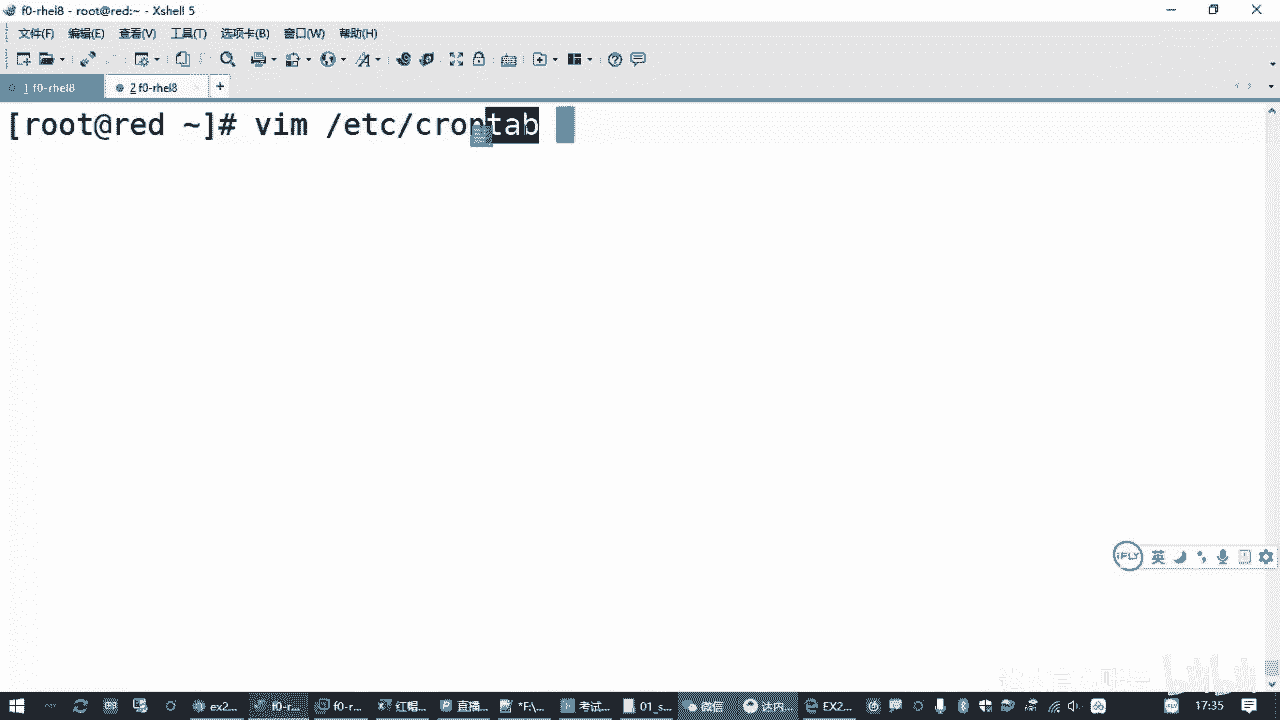 f0-rhel8 - root@red:~ - Xshell 5
文件(F) 编辑(E) 查看(V) 工具(T) 选项卡(B) 窗口(W) 帮助(H)
1 f0-rhel8 2 f0-rhel8 +
[root@red ~]# vim /etc/crontab
iFLY 英
ex2... f0-r... f0-r... 红帽... 直播... *F:\... 考试... 01_s... 微信 达内... EX2... 英 17:35